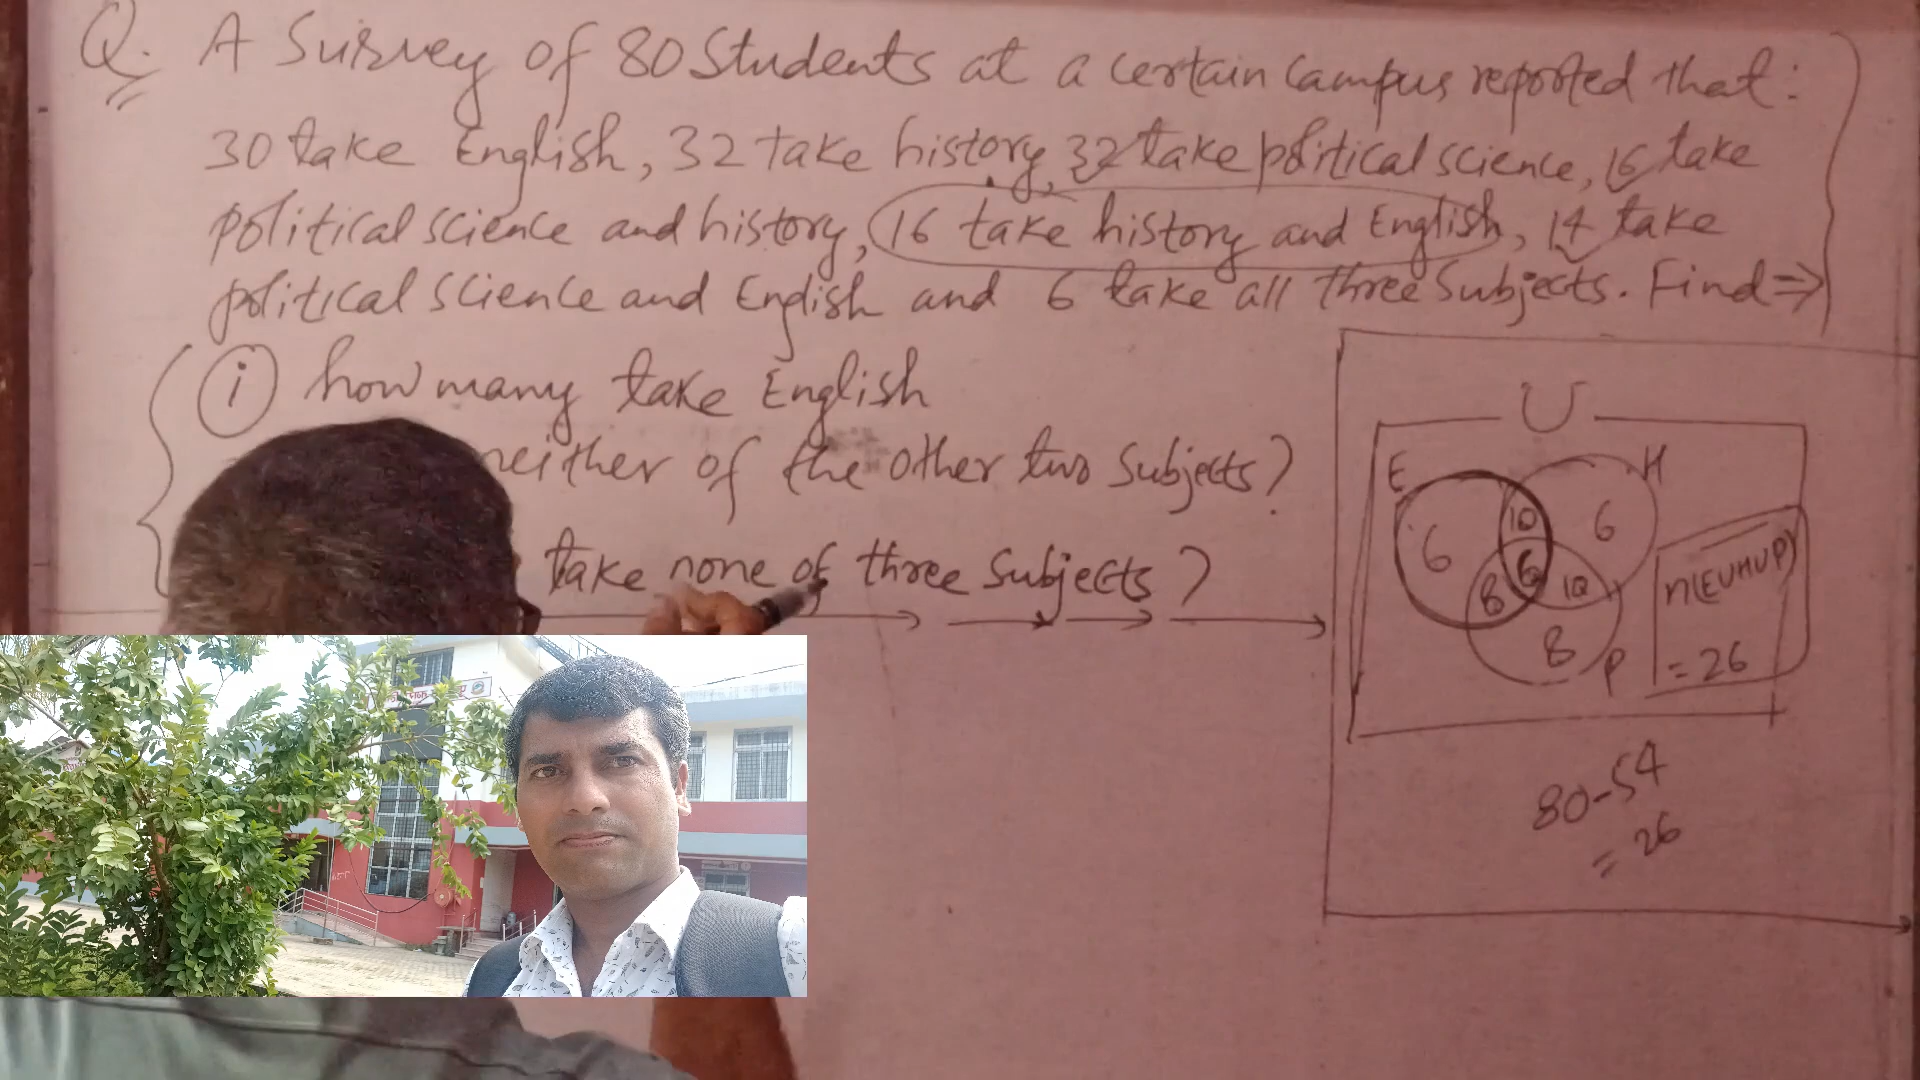 Q. A Survey of 80 Students at a certain campus reported that:
30 take English, 32 take history, 32 take political science, 16 take
political science and history, 16 take history and English, 14 take
political science and English and 6 take all three Subjects. Find ⇒
i how many take English
neither of the other two subjects?
take none of three Subjects?
U
E H
10
6 6
6
8 10
8 P
n(EUHUP)
= 26
80-54
= 26